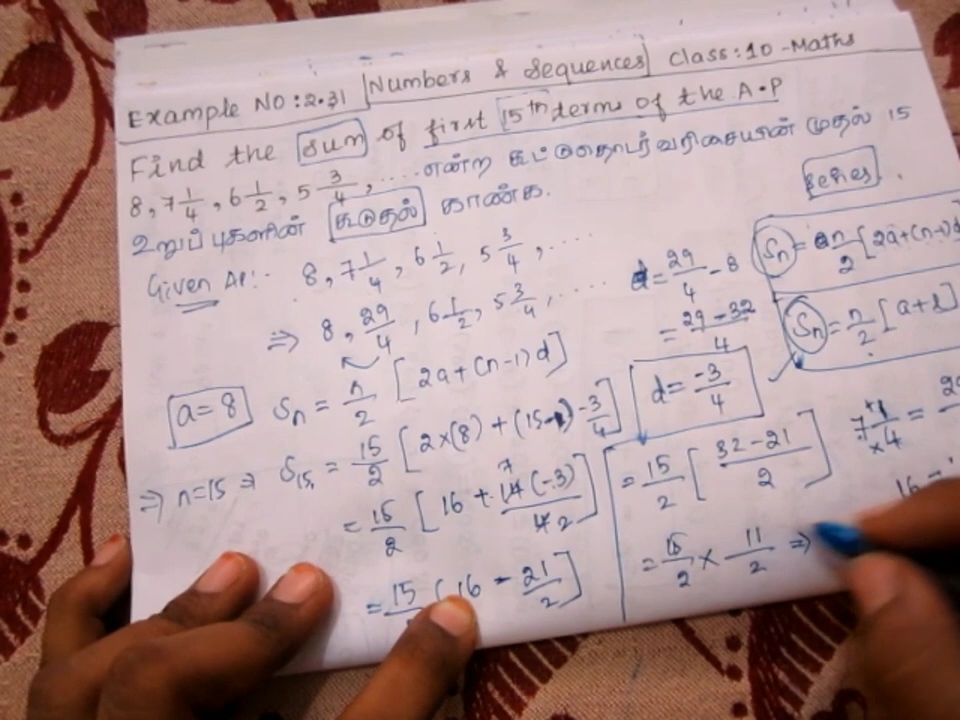 Example No: 2.31 Numbers & Sequences Class: 10 - Maths
Find the sum of first 15th terms of the A.P
8, 7 1/4, 6 1/2, 5 3/4, .... என்ற கூட்டுதொடர் வரிசையின் முதல் 15
உறுப்புகளின் கூடுதல் காண்க. series.
Given AP:- 8, 7 1/4, 6 1/2, 5 3/4, ....
⇒ 8, 29/4, 6 1/2, 5 3/4, ....
a = 8 Sn = n/2 [2a+(n-1)d]
⇒ n=15 ⇒ S15 = 15/2 [2×(8) + (15-1) -3/4]
= 15/2 [16 + 14(-3)/4 7 2]
= 15 [16 - 21/2]
d = 29/4 - 8
= 29-32/4
d = -3/4
Sn = n/2 [2a+(n-1)d
Sn = n/2 [a+l]
= 15/2 [32-21/2]
= 15/2 × 11/2 ⇒
7 1/4 =
×
16